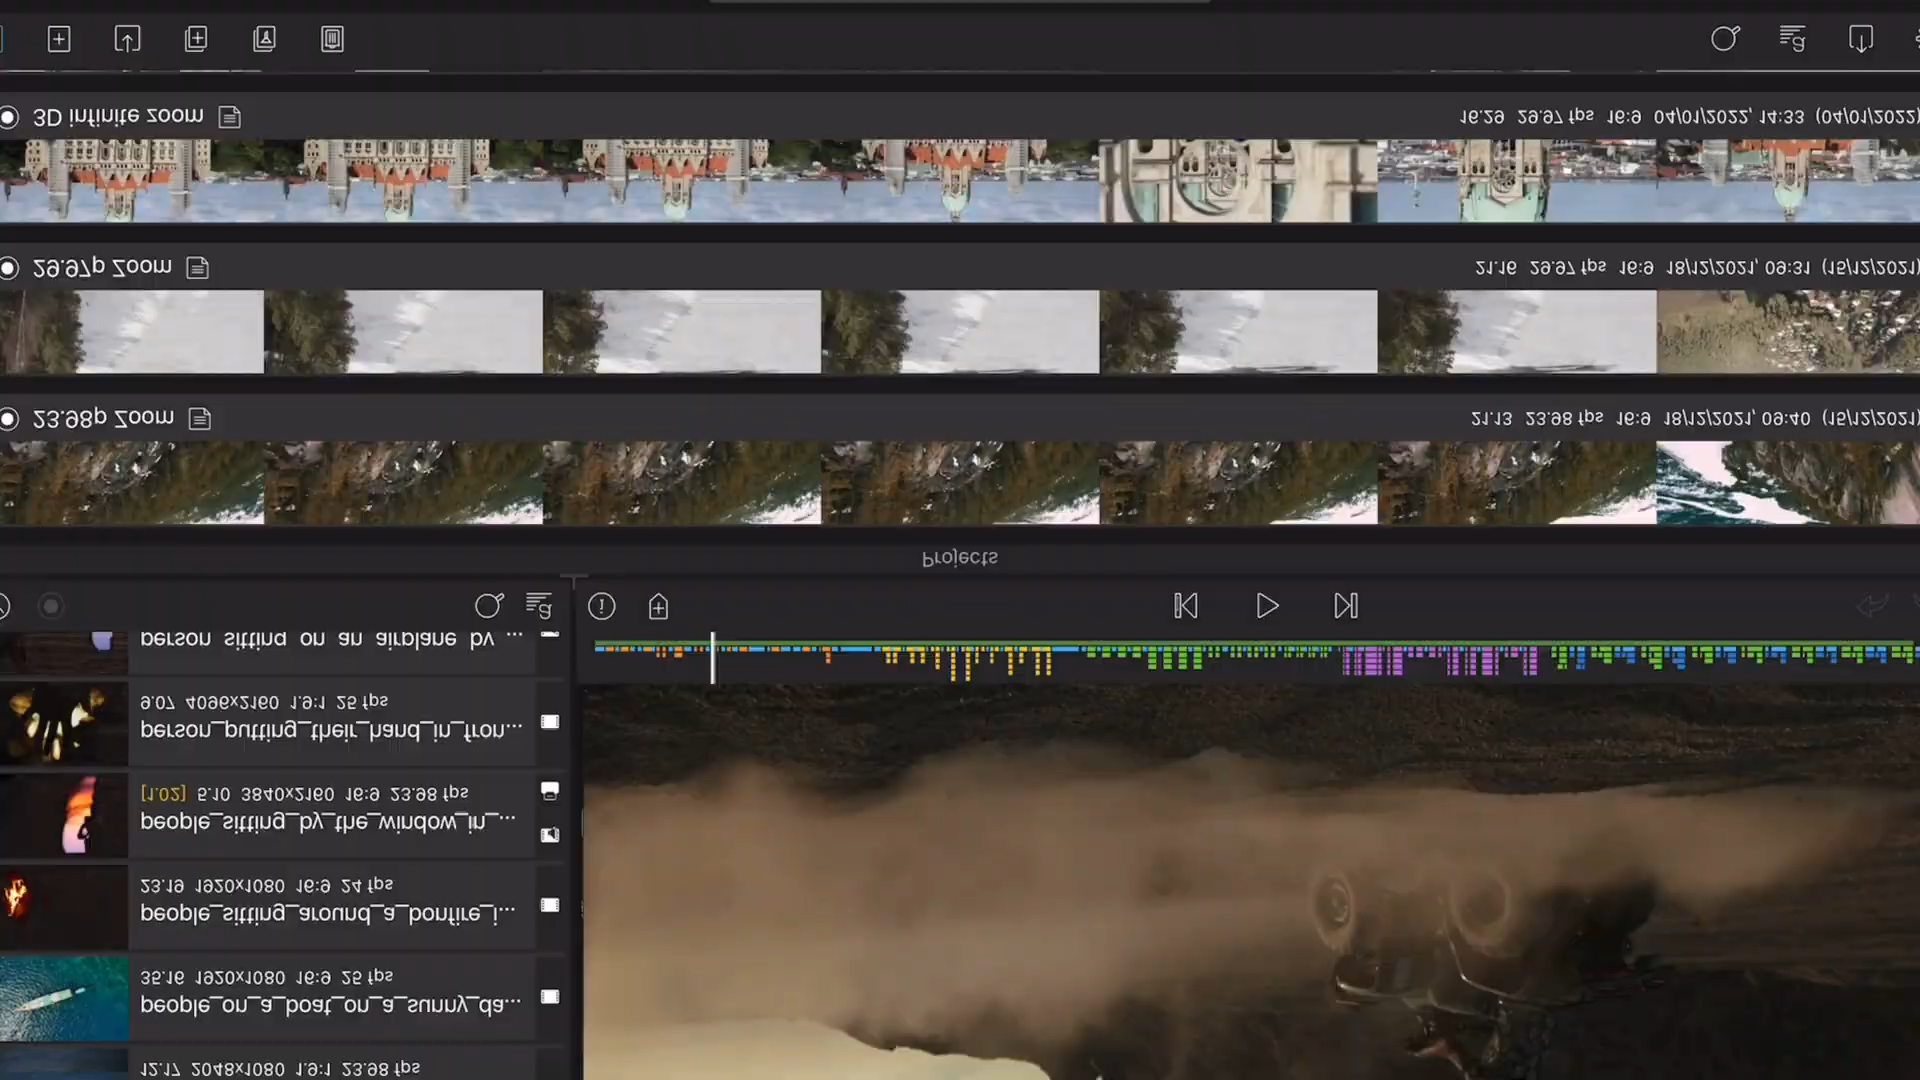 3D infinite zoom
16.29 29.97 fps 16:9 04/01/2022, 14:33 (04/01/2022)
29.97p Zoom
21.16 29.97 fps 16:9 18/12/2021, 09:31 (15/12/2021)
23.98p Zoom
21.13 23.98 fps 16:9 18/12/2021, 09:40 (15/12/2021)
Projects
person sitting on an airplane by ...
9.07 4096x2160 1.9:1 25 fps
person_putting_their_hand_in_fron...
[1.02] 5.10 3840x2160 16:9 23.98 fps
people_sitting_by_the_window_in_...
23.19 1920x1080 16:9 24 fps
people_sitting_around_a_bonfire_i...
35.16 1920x1080 16:9 25 fps
people_on_a_boat_on_a_sunny_da...
12.17 2048x1080 1.9:1 23.98 fps